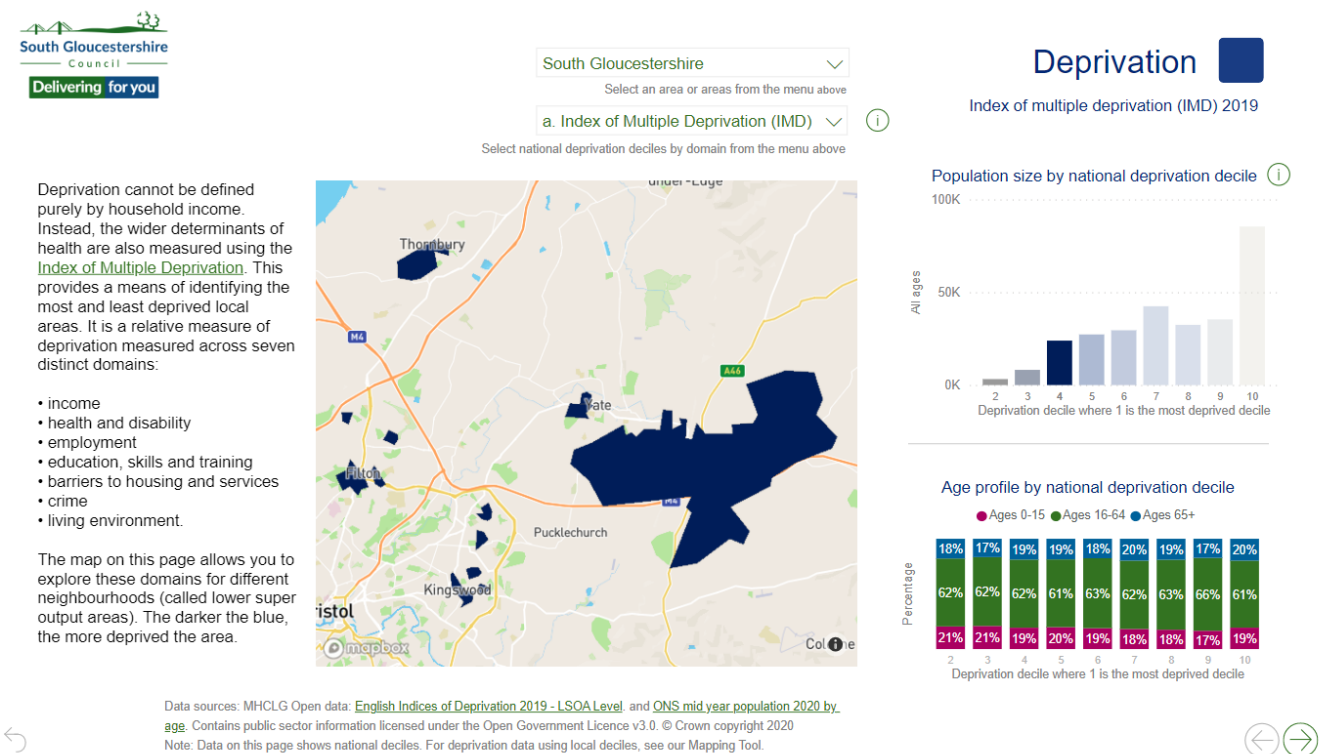 South Gloucestershire
Council
Delivering for you
South Gloucestershire
Select an area or areas from the menu above
a. Index of Multiple Deprivation (IMD)
i
Select national deprivation deciles by domain from the menu above
Deprivation
Index of multiple deprivation (IMD) 2019
Deprivation cannot be defined
purely by household income.
Instead, the wider determinants of
health are also measured using the
Index of Multiple Deprivation. This
provides a means of identifying the
most and least deprived local
areas. It is a relative measure of
deprivation measured across seven
distinct domains:
• income
• health and disability
• employment
• education, skills and training
• barriers to housing and services
• crime
• living environment.
The map on this page allows you to
explore these domains for different
neighbourhoods (called lower super
output areas). The darker the blue,
the more deprived the area.
under-Edge
Thornbury
M4
A46
Yate
Filton
M4
Pucklechurch
Kingswood
ristol
mapbox
Col i e
Population size by national deprivation decile i
100K
50K
0K
All ages
2 3 4 5 6 7 8 9 10
Deprivation decile where 1 is the most deprived decile
Age profile by national deprivation decile
Ages 0-15 Ages 16-64 Ages 65+
Percentage
18% 17% 19% 19% 18% 20% 19% 17% 20%
62% 62% 62% 61% 63% 62% 63% 66% 61%
21% 21% 19% 20% 19% 18% 18% 17% 19%
2 3 4 5 6 7 8 9 10
Deprivation decile where 1 is the most deprived decile
Data sources: MHCLG Open data: English Indices of Deprivation 2019 - LSOA Level. and ONS mid year population 2020 by
age. Contains public sector information licensed under the Open Government Licence v3.0. © Crown copyright 2020
Note: Data on this page shows national deciles. For deprivation data using local deciles, see our Mapping Tool.